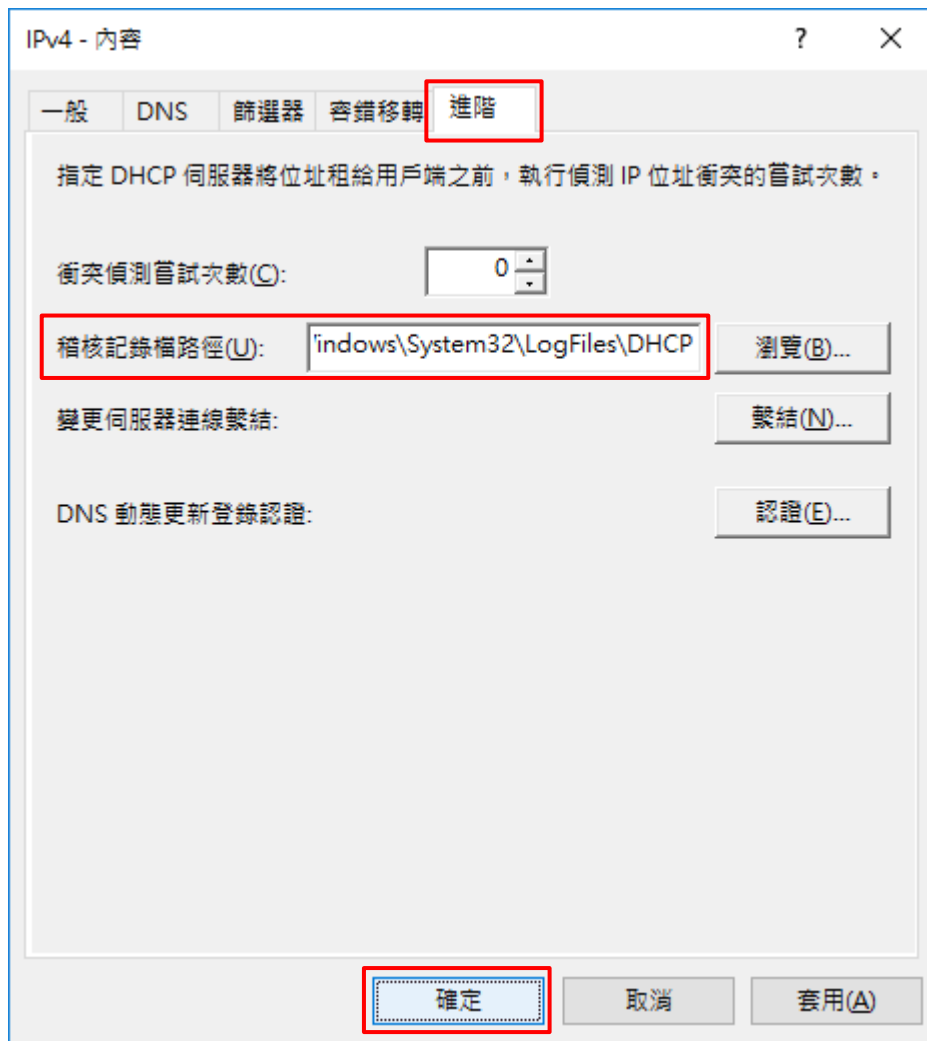 IPv4 - 內容 ?
一般 DNS 篩選器 容錯移轉 進階
指定 DHCP 伺服器將位址租給用戶端之前，執行偵測 IP 位址衝突的嘗試次數。
衝突偵測嘗試次數(C): 0
稽核記錄檔路徑(U): indows\System32\LogFiles\DHCP 瀏覽(B)...
變更伺服器連線繫結: 繫結(N)...
DNS 動態更新登錄認證: 認證(E)...
確定 取消 套用(A)